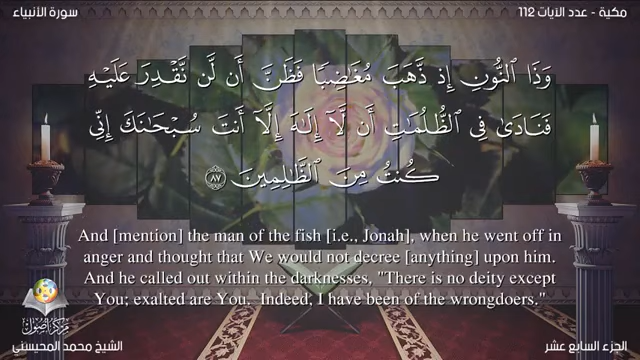 سورة الأنبياء
مكية - عدد الآيات 112
وَذَا ٱلنُّونِ إِذ ذَّهَبَ مُغَٰضِبًا فَظَنَّ أَن لَّن نَّقْدِرَ عَلَيْهِ
فَنَادَىٰ فِى ٱلظُّلُمَٰتِ أَن لَّآ إِلَٰهَ إِلَّآ أَنتَ سُبْحَٰنَكَ إِنِّى
كُنتُ مِنَ ٱلظَّٰلِمِينَ ٨٧
And [mention] the man of the fish [i.e., Jonah], when he went off in
anger and thought that We would not decree [anything] upon him.
And he called out within the darknesses, "There is no deity except
You; exalted are You. Indeed, I have been of the wrongdoers."
مركز أصول
الشيخ محمد المحيسني
الجزء السابع عشر